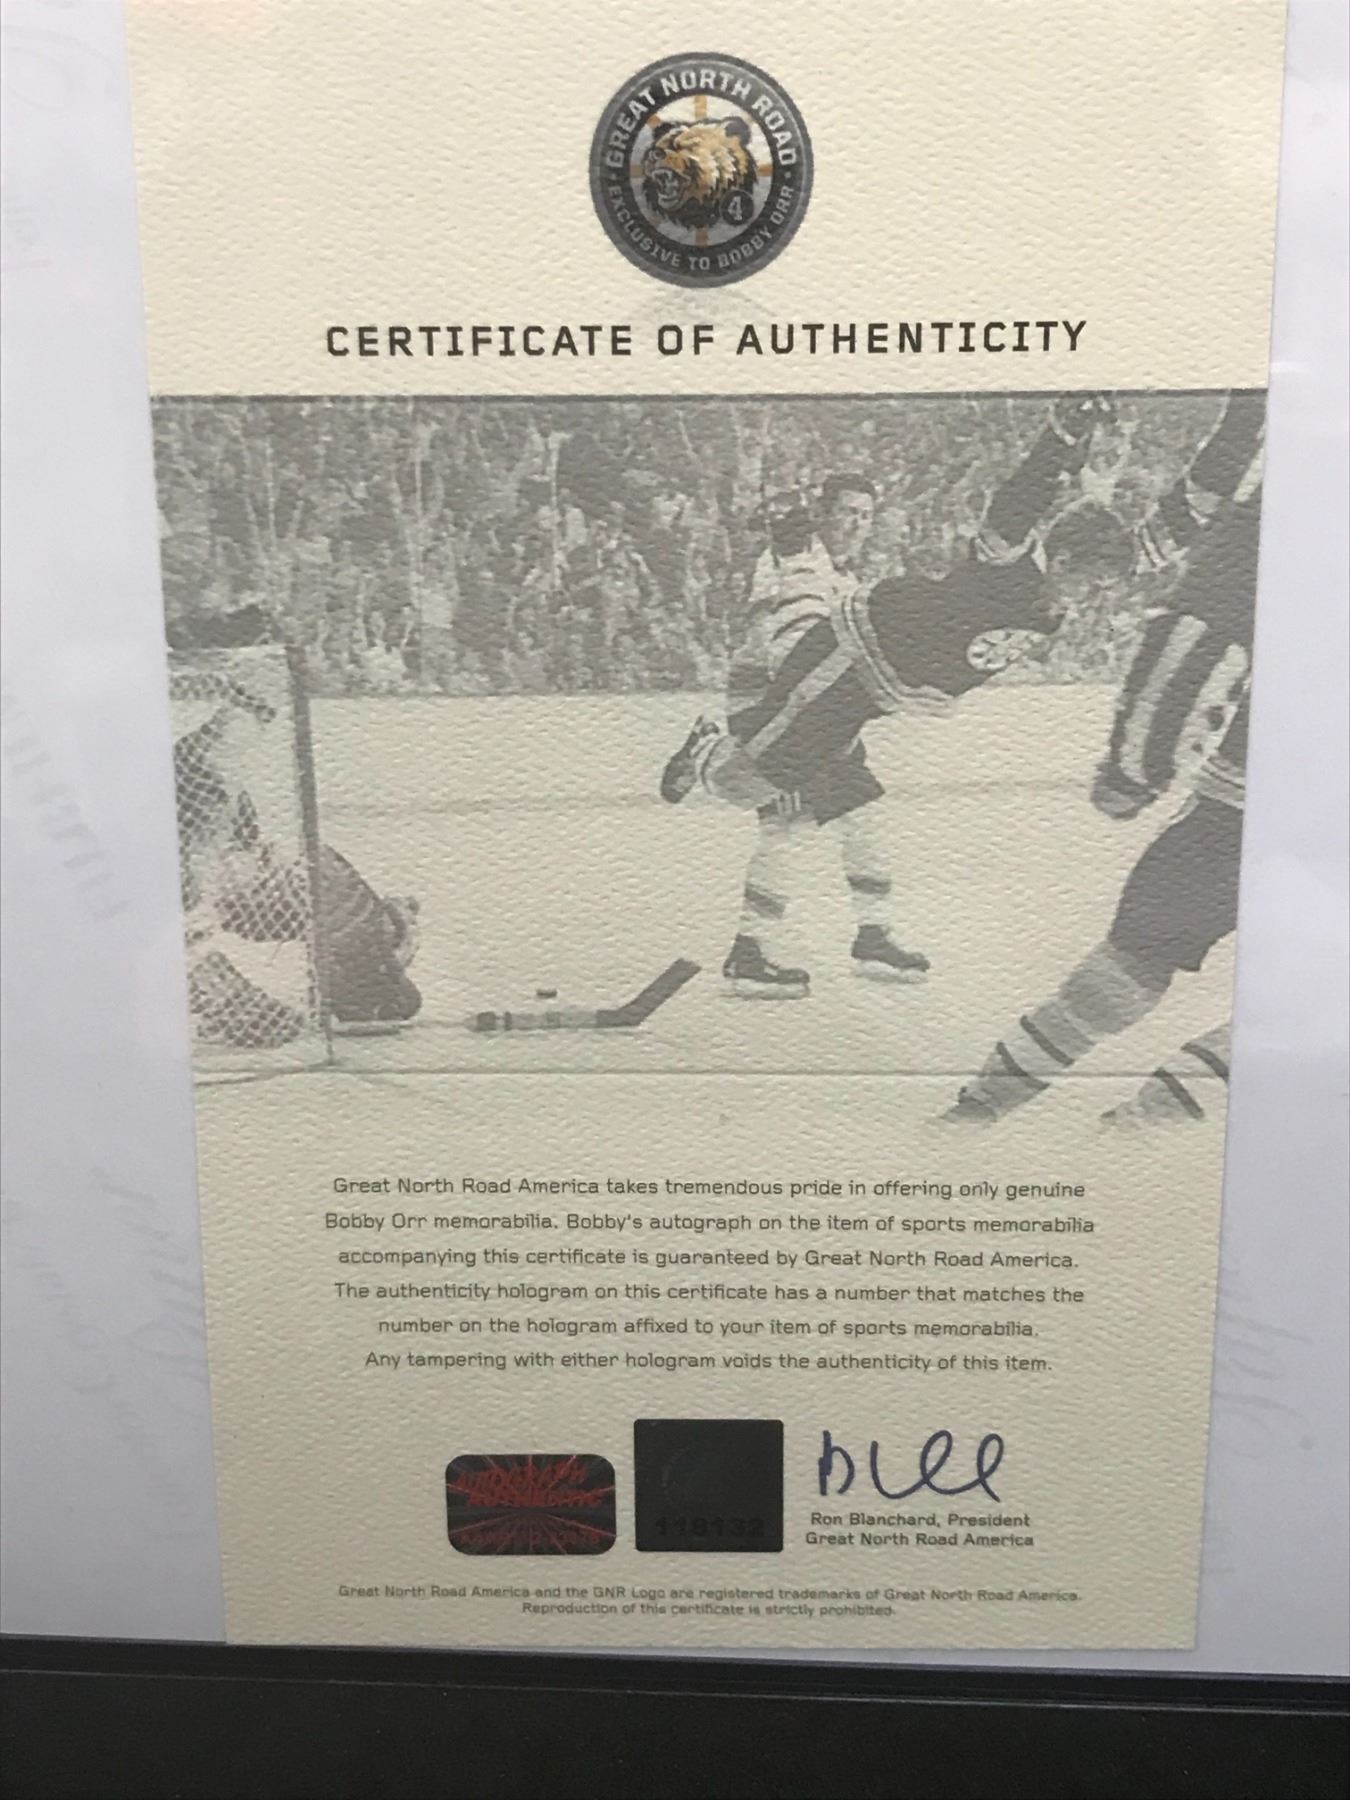 GREAT NORTH ROAD
EXCLUSIVE TO BOBBY ORR
4
CERTIFICATE OF AUTHENTICITY
Great North Road America takes tremendous pride in offering only genuine
Bobby Orr memorabilia. Bobby's autograph on the item of sports memorabilia
accompanying this certificate is guaranteed by Great North Road America.
The authenticity hologram on this certificate has a number that matches the
number on the hologram affixed to your item of sports memorabilia.
Any tampering with either hologram voids the authenticity of this item.
AUTOGRAPH
AUTHENTIC
118132
Ron Blanchard, President
Great North Road America
Great North Road America and the GNR Logo are registered trademarks of Great North Road America.
Reproduction of this certificate is strictly prohibited.